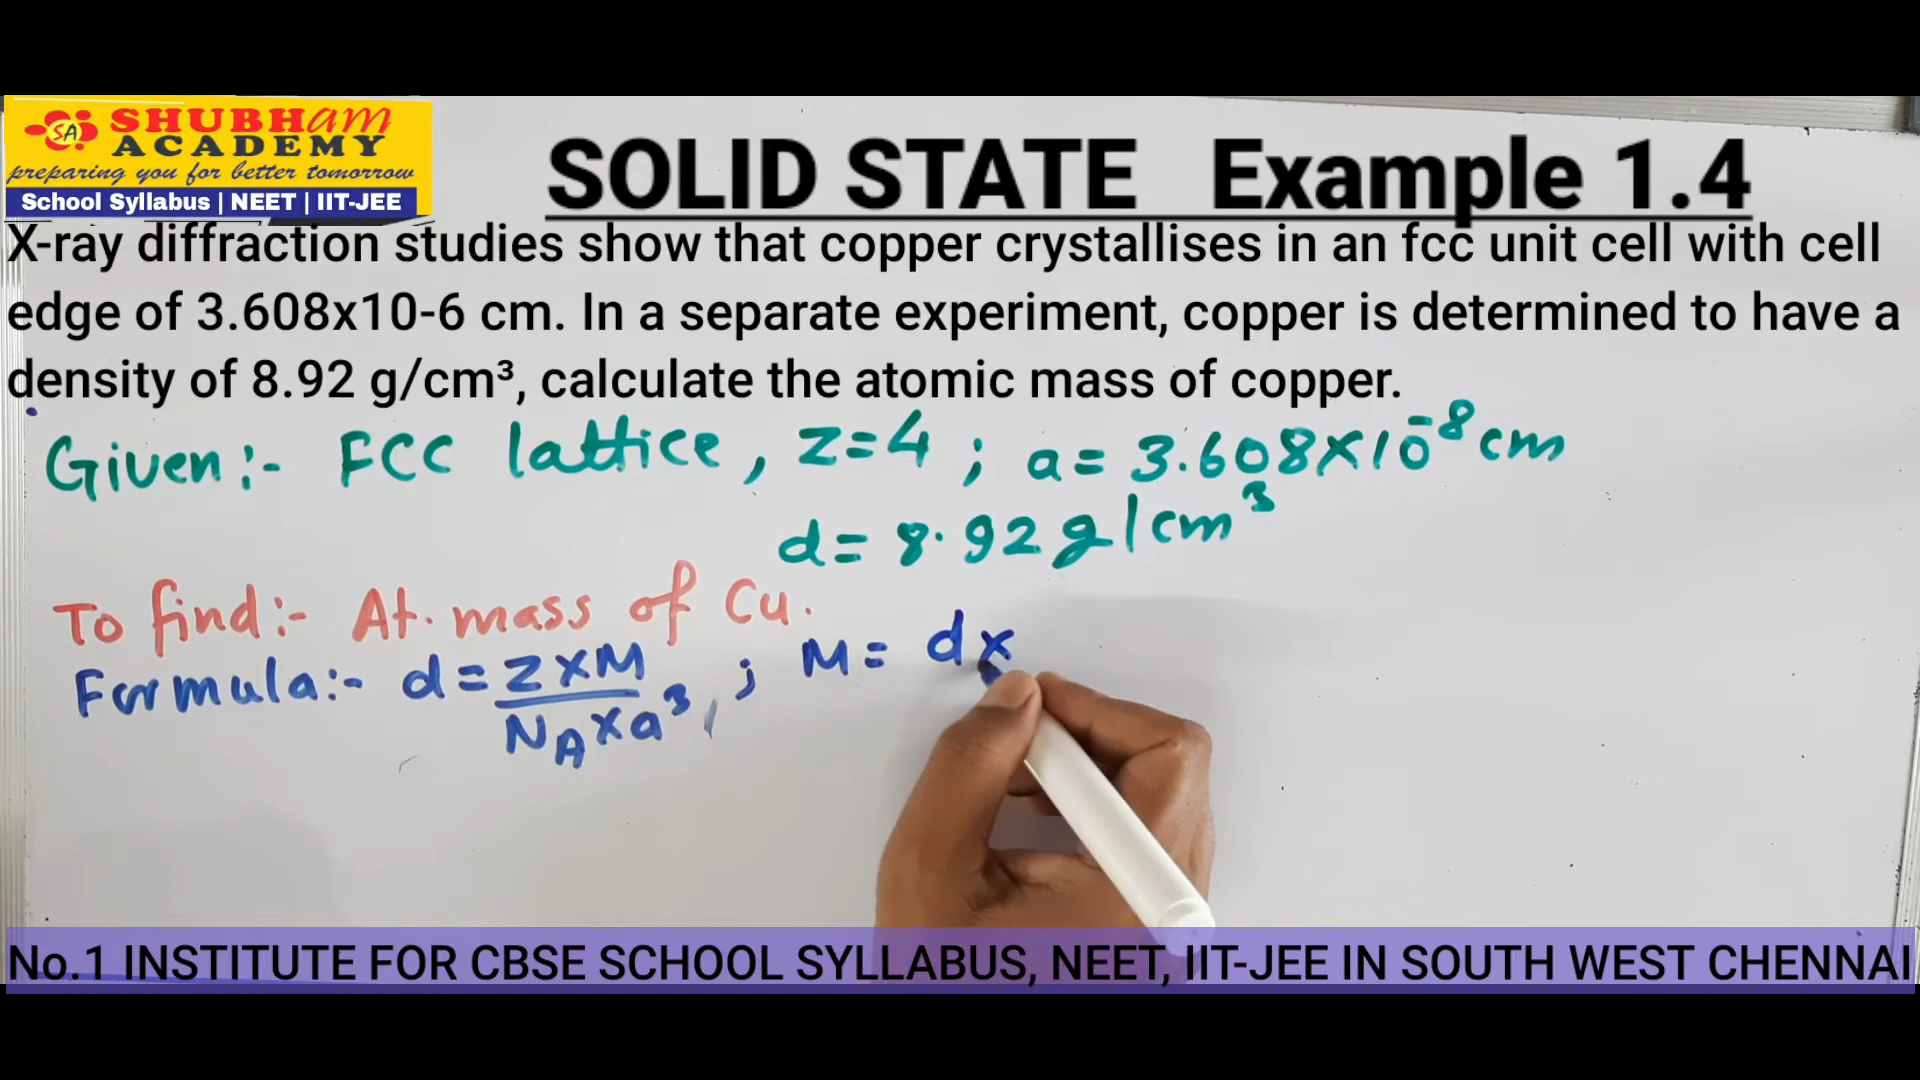 SHUBHam
ACADEMY
preparing you for better tomorrow
School Syllabus | NEET | IIT-JEE
SOLID STATE Example 1.4
X-ray diffraction studies show that copper crystallises in an fcc unit cell with cell
edge of 3.608x10-6 cm. In a separate experiment, copper is determined to have a
density of 8.92 g/cm³, calculate the atomic mass of copper.
Given:- FCC lattice, z=4 ; a= 3.608×10⁻⁸cm
d= 8.92g/cm³
To find:- At. mass of Cu.
Formula:- d= z×M / N_A×a³, ; M= d×
No.1 INSTITUTE FOR CBSE SCHOOL SYLLABUS, NEET, IIT-JEE IN SOUTH WEST CHENNAI